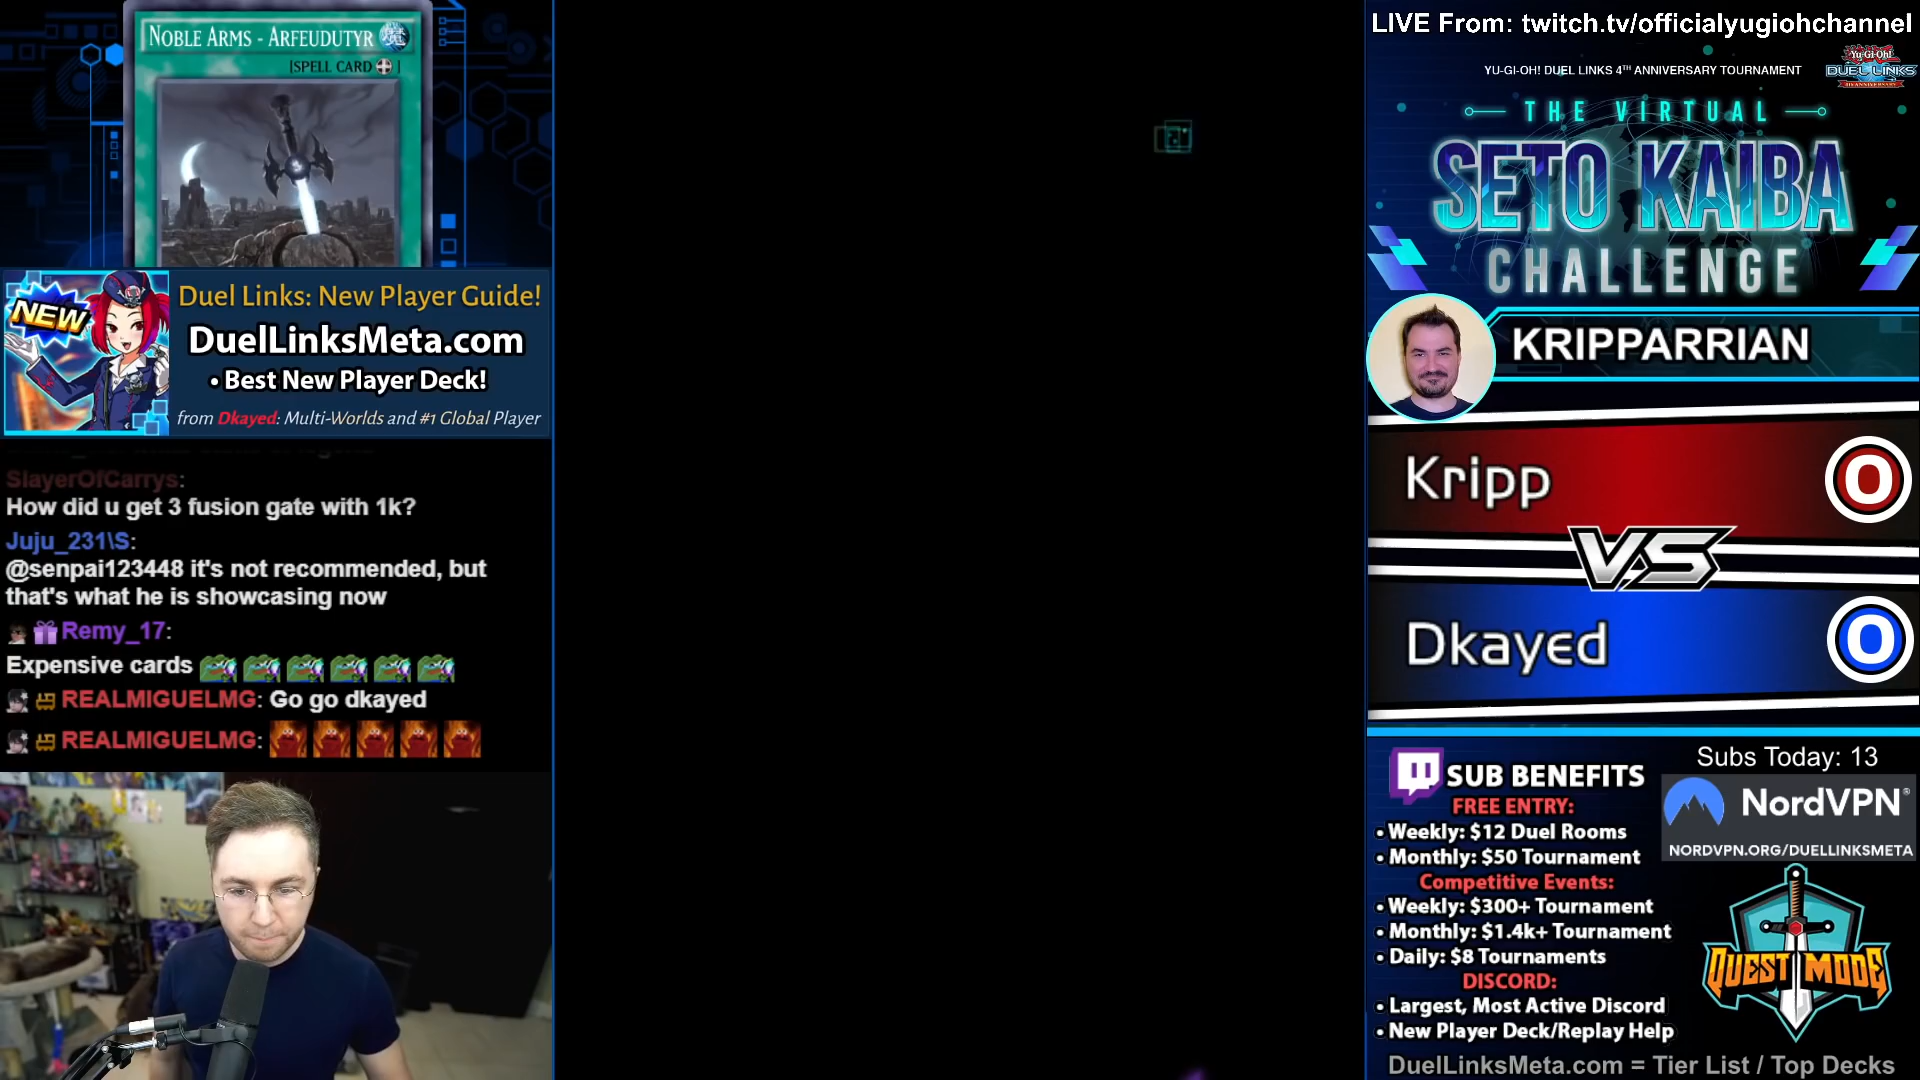 NOBLE ARMS - ARFEUDUTYR
[SPELL CARD ]
NEW
Duel Links: New Player Guide!
DuelLinksMeta.com
• Best New Player Deck!
from Dkayed: Multi-Worlds and #1 Global Player
SlayerOfCarrys:
How did u get 3 fusion gate with 1k?
Juju_231\S:
@senpai123448 it's not recommended, but
that's what he is showcasing now
Remy_17:
Expensive cards
REALMIGUELMG: Go go dkayed
REALMIGUELMG:
LIVE From: twitch.tv/officialyugiohchannel
YU-GI-OH! DUEL LINKS 4TH ANNIVERSARY TOURNAMENT
Yu-Gi-Oh!
DUEL LINKS
THE VIRTUAL
SETO KAIBA
CHALLENGE
KRIPPARRIAN
Kripp
0
VS
Dkayed
0
SUB BENEFITS
FREE ENTRY:
• Weekly: $12 Duel Rooms
• Monthly: $50 Tournament
Competitive Events:
• Weekly: $300+ Tournament
• Monthly: $1.4k+ Tournament
• Daily: $8 Tournaments
DISCORD:
• Largest, Most Active Discord
• New Player Deck/Replay Help
Subs Today: 13
NordVPN®
NORDVPN.ORG/DUELLINKSMETA
QUEST MODE
DuelLinksMeta.com = Tier List / Top Decks